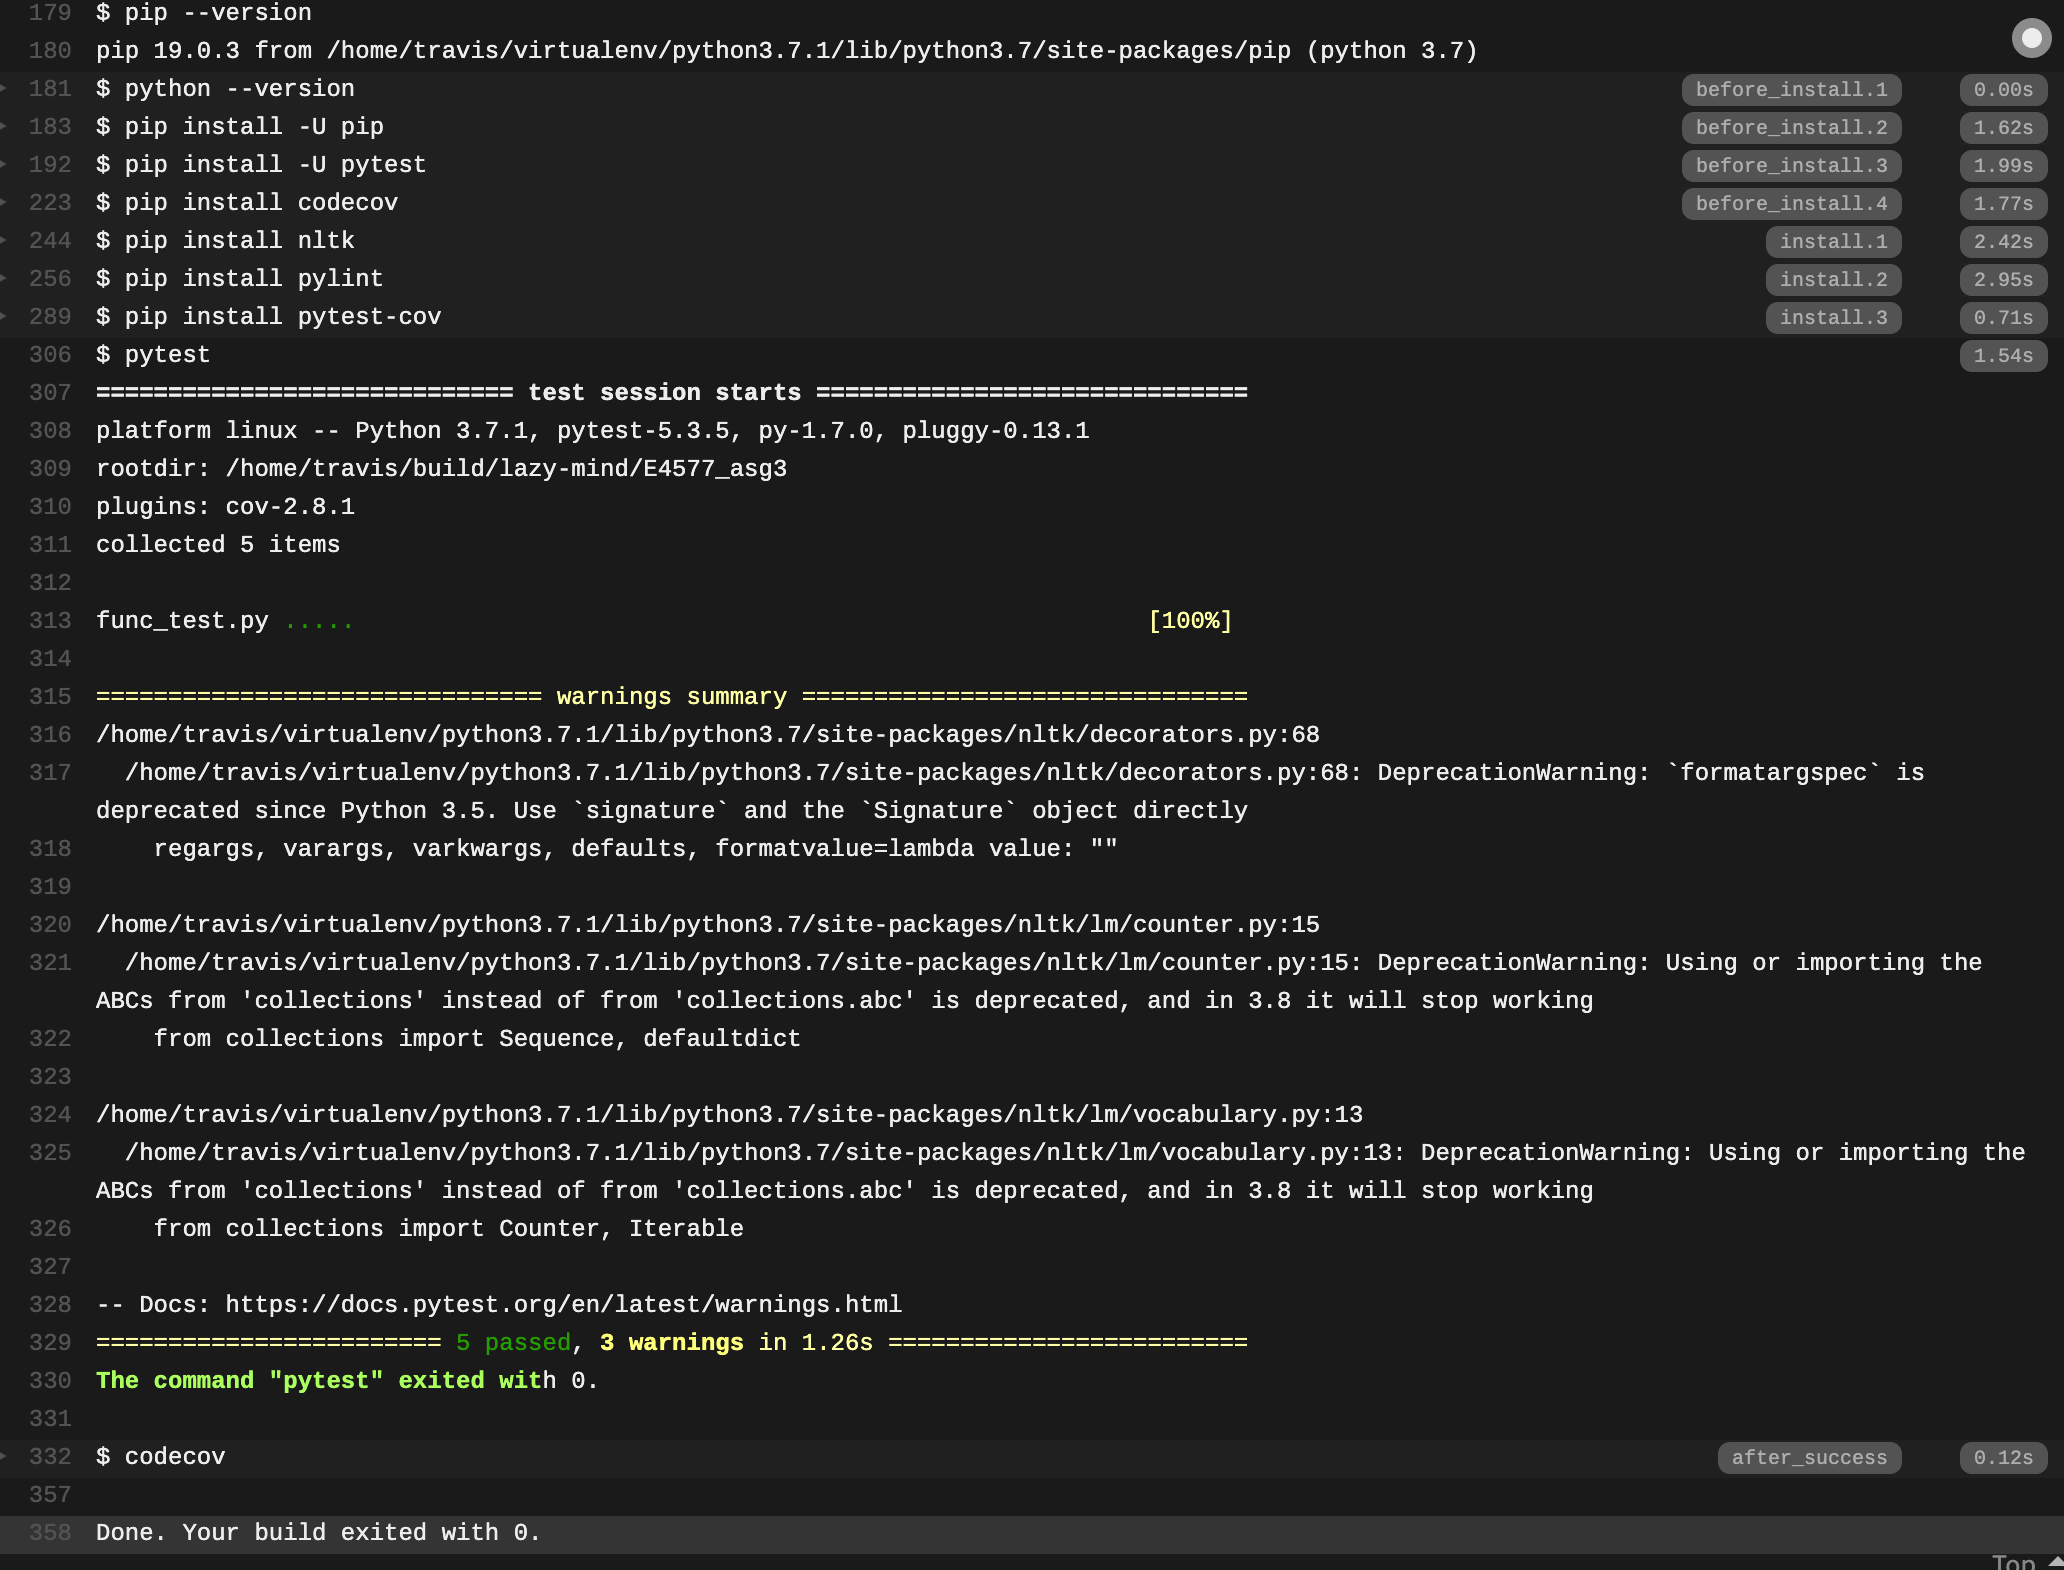 179 $ pip --version
180 pip 19.0.3 from /home/travis/virtualenv/python3.7.1/lib/python3.7/site-packages/pip (python 3.7)
181 $ python --version before_install.1 0.00s
183 $ pip install -U pip before_install.2 1.62s
192 $ pip install -U pytest before_install.3 1.99s
223 $ pip install codecov before_install.4 1.77s
244 $ pip install nltk install.1 2.42s
256 $ pip install pylint install.2 2.95s
289 $ pip install pytest-cov install.3 0.71s
306 $ pytest 1.54s
307 ============================= test session starts ==============================
308 platform linux -- Python 3.7.1, pytest-5.3.5, py-1.7.0, pluggy-0.13.1
309 rootdir: /home/travis/build/lazy-mind/E4577_asg3
310 plugins: cov-2.8.1
311 collected 5 items
312
313 func_test.py ..... [100%]
314
315 =============================== warnings summary ===============================
316 /home/travis/virtualenv/python3.7.1/lib/python3.7/site-packages/nltk/decorators.py:68
317   /home/travis/virtualenv/python3.7.1/lib/python3.7/site-packages/nltk/decorators.py:68: DeprecationWarning: `formatargspec` is
deprecated since Python 3.5. Use `signature` and the `Signature` object directly
318     regargs, varargs, varkwargs, defaults, formatvalue=lambda value: ""
319
320 /home/travis/virtualenv/python3.7.1/lib/python3.7/site-packages/nltk/lm/counter.py:15
321   /home/travis/virtualenv/python3.7.1/lib/python3.7/site-packages/nltk/lm/counter.py:15: DeprecationWarning: Using or importing the
ABCs from 'collections' instead of from 'collections.abc' is deprecated, and in 3.8 it will stop working
322     from collections import Sequence, defaultdict
323
324 /home/travis/virtualenv/python3.7.1/lib/python3.7/site-packages/nltk/lm/vocabulary.py:13
325   /home/travis/virtualenv/python3.7.1/lib/python3.7/site-packages/nltk/lm/vocabulary.py:13: DeprecationWarning: Using or importing the
ABCs from 'collections' instead of from 'collections.abc' is deprecated, and in 3.8 it will stop working
326     from collections import Counter, Iterable
327
328 -- Docs: https://docs.pytest.org/en/latest/warnings.html
329 ======================== 5 passed, 3 warnings in 1.26s =========================
330 The command "pytest" exited with 0.
331
332 $ codecov after_success 0.12s
357
358 Done. Your build exited with 0.
Top